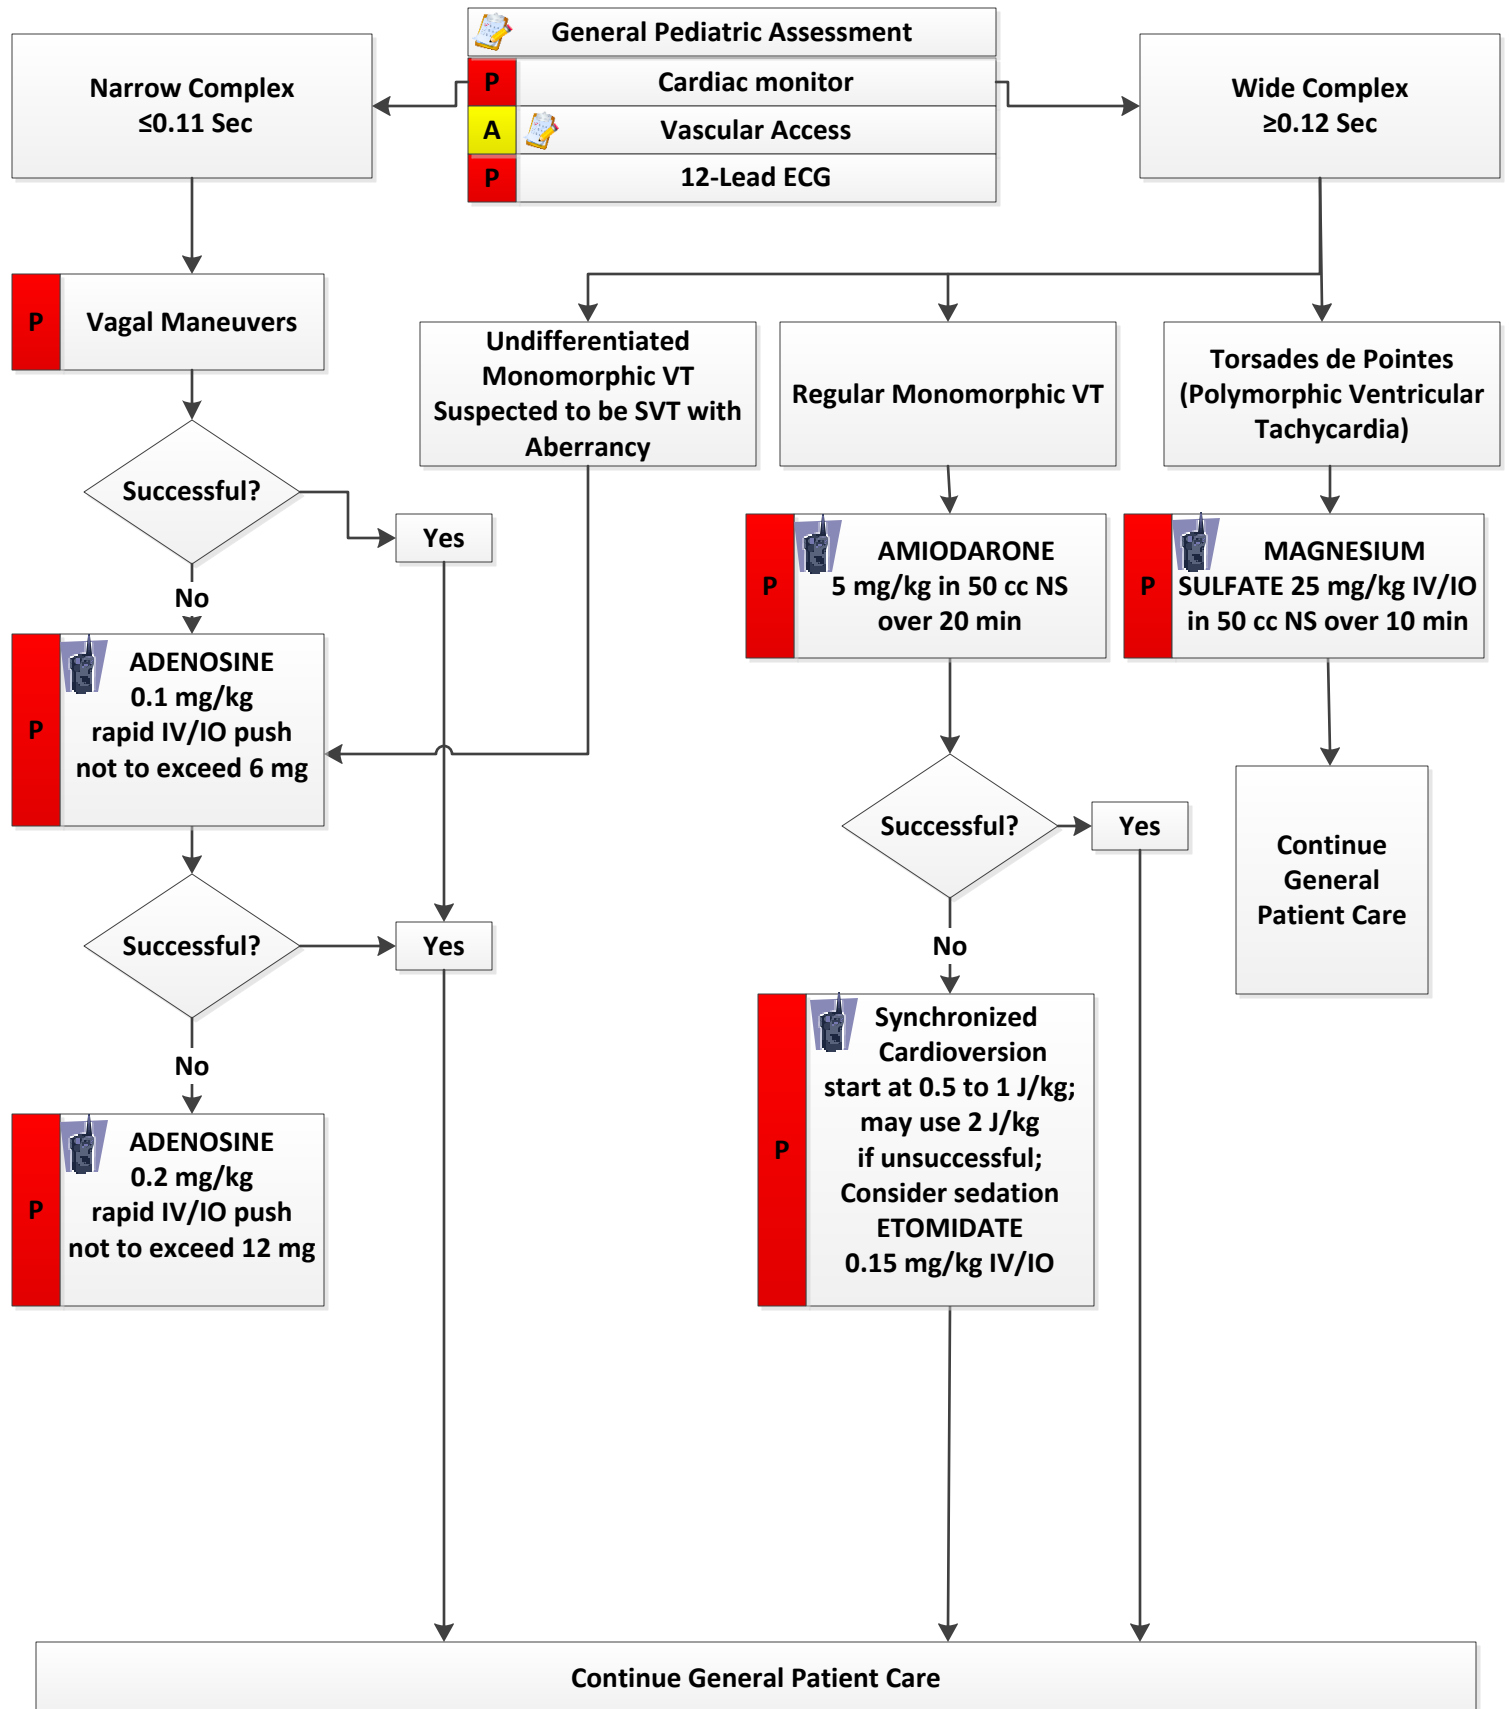 General Pediatric Assessment
P
Cardiac monitor
A
Vascular Access
P
12-Lead ECG
Narrow Complex
≤0.11 Sec
Wide Complex
≥0.12 Sec
P
Vagal Maneuvers
Successful?
Yes
No
P
ADENOSINE
0.1 mg/kg
rapid IV/IO push
not to exceed 6 mg
Successful?
Yes
No
P
ADENOSINE
0.2 mg/kg
rapid IV/IO push
not to exceed 12 mg
Undifferentiated
Monomorphic VT
Suspected to be SVT with
Aberrancy
Regular Monomorphic VT
P
AMIODARONE
5 mg/kg in 50 cc NS
over 20 min
Successful?
Yes
No
P
Synchronized
Cardioversion
start at 0.5 to 1 J/kg;
may use 2 J/kg
if unsuccessful;
Consider sedation
ETOMIDATE
0.15 mg/kg IV/IO
Torsades de Pointes
(Polymorphic Ventricular
Tachycardia)
P
MAGNESIUM
SULFATE 25 mg/kg IV/IO
in 50 cc NS over 10 min
Continue
General
Patient Care
Continue General Patient Care